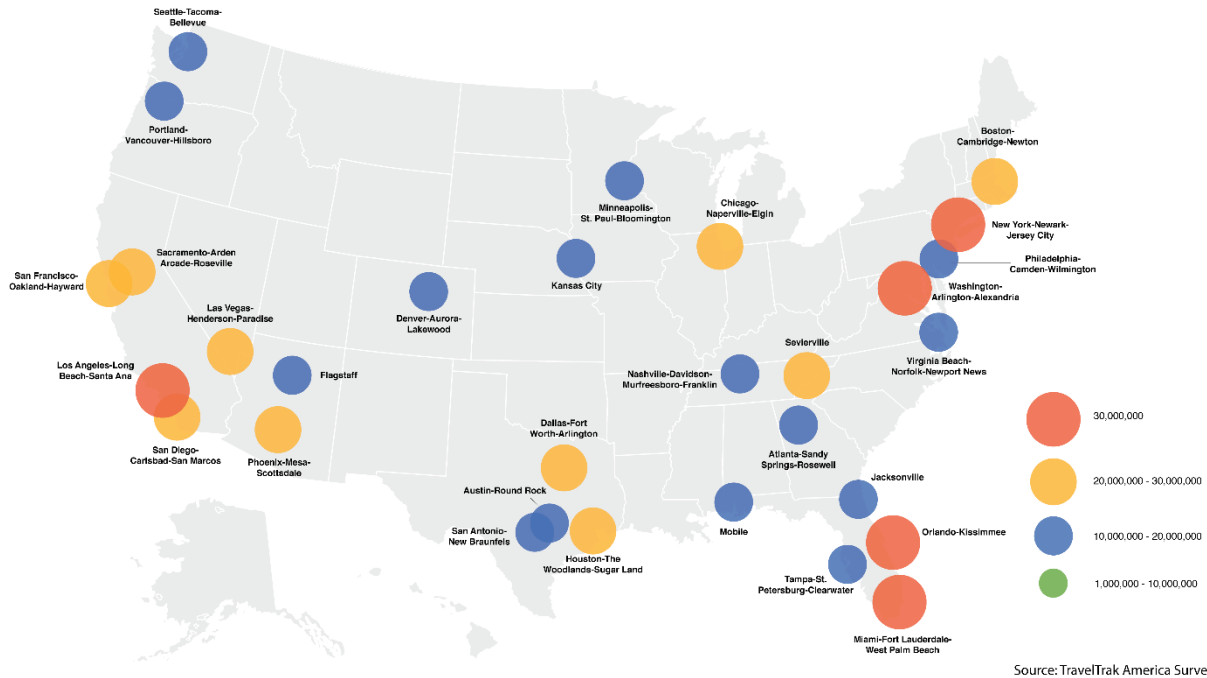 Seattle-Tacoma-
Bellevue
Portland-
Vancouver-Hillsboro
Minneapolis-
St. Paul-Bloomington
Chicago-
Naperville-Elgin
Boston-
Cambridge-Newton
New York-Newark-
Jersey City
Philadelphia-
Camden-Wilmington
Washington-
Arlington-Alexandria
Virginia Beach-
Norfolk-Newport News
Sacramento-Arden
Arcade-Roseville
San Francisco-
Oakland-Hayward
Las Vegas-
Henderson-Paradise
Denver-Aurora-
Lakewood
Kansas City
Los Angeles-Long
Beach-Santa Ana
Flagstaff
Nashville-Davidson-
Murfreesboro-Franklin
Sevierville
San Diego-
Carlsbad-San Marcos
Phoenix-Mesa-
Scottsdale
Dallas-Fort
Worth-Arlington
Atlanta-Sandy
Springs-Rosewell
Austin-Round Rock
San Antonio-
New Braunfels
Houston-The
Woodlands-Sugar Land
Mobile
Jacksonville
Orlando-Kissimmee
Tampa-St.
Petersburg-Clearwater
Miami-Fort Lauderdale-
West Palm Beach
30,000,000
20,000,000 - 30,000,000
10,000,000 - 20,000,000
1,000,000 - 10,000,000
Source: TravelTrak America Surve